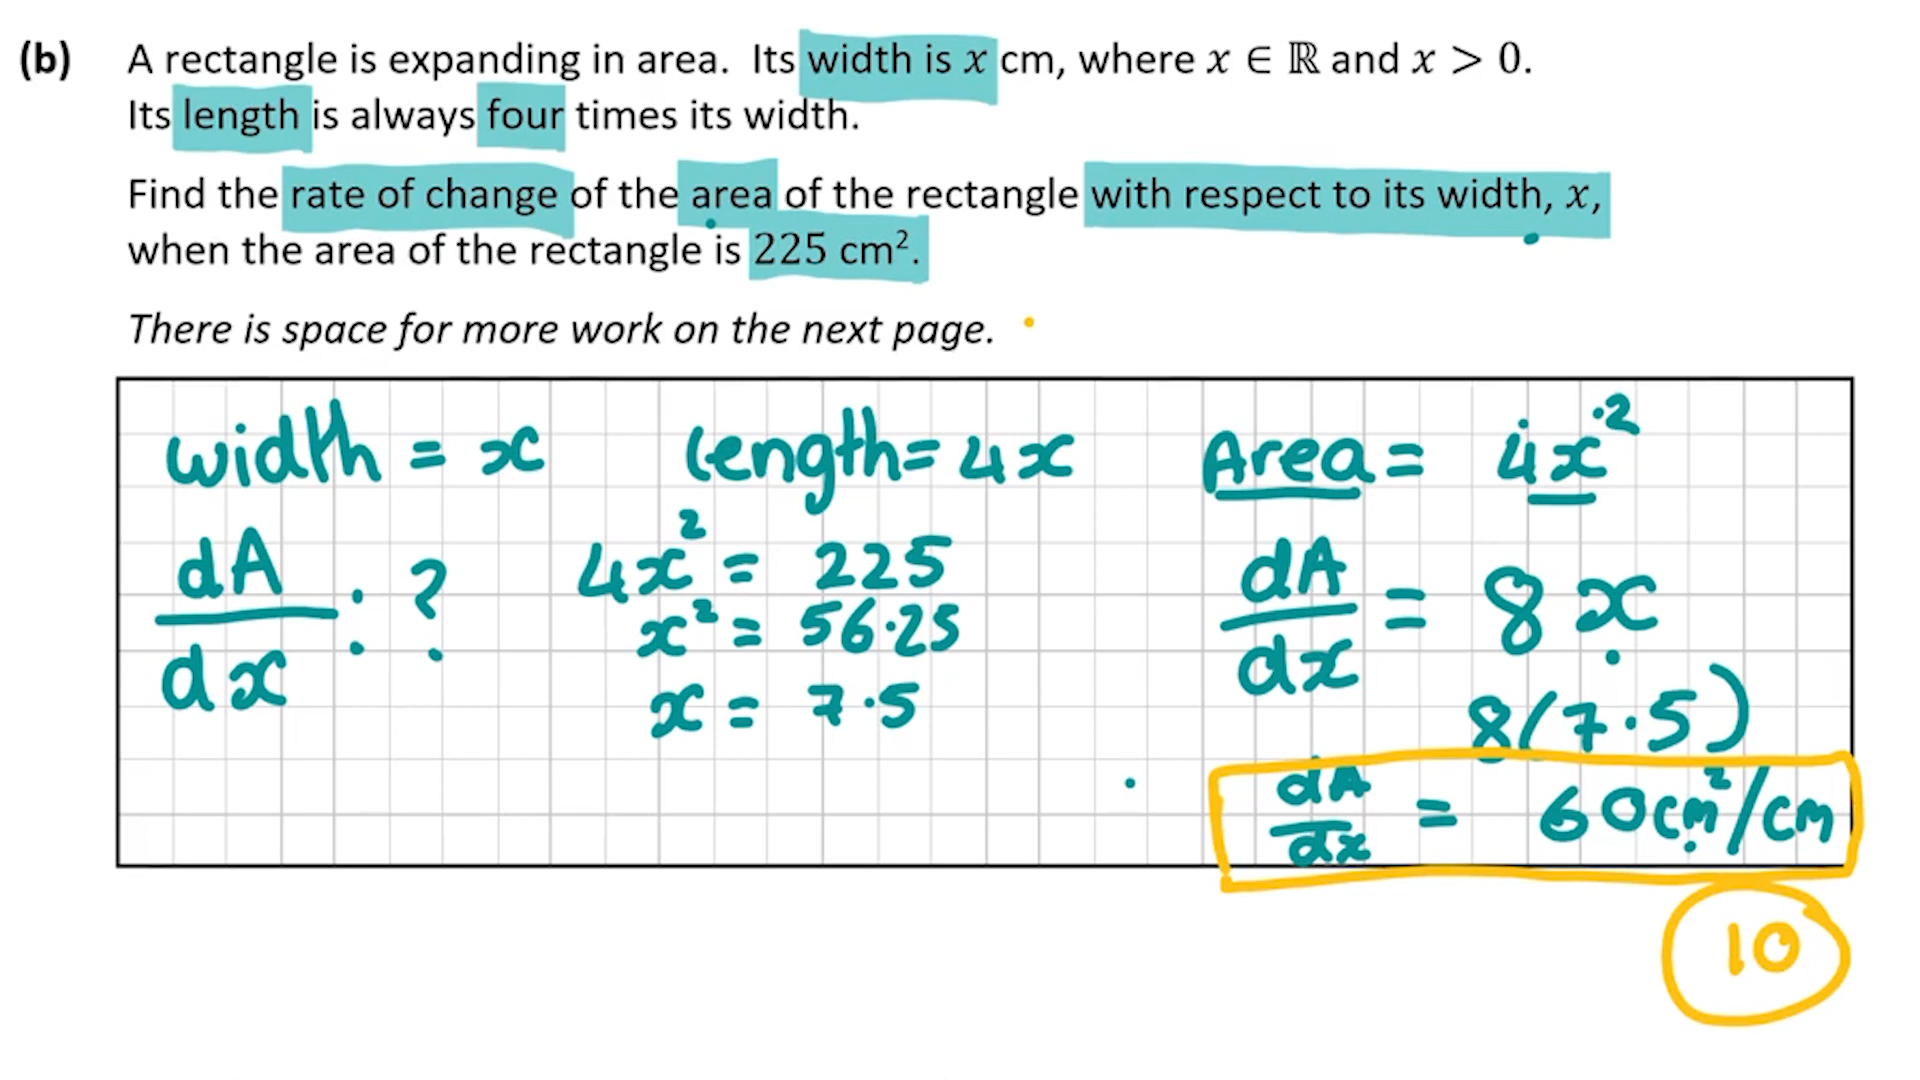 (b) A rectangle is expanding in area. Its width is x cm, where x ∈ ℝ and x > 0.
Its length is always four times its width.
Find the rate of change of the area of the rectangle with respect to its width, x,
when the area of the rectangle is 225 cm².
There is space for more work on the next page.
width = x
length = 4x
Area = 4x²
dA/dx : ?
4x² = 225
x² = 56·25
x = 7·5
dA/dx = 8x
8(7·5)
dA/dx = 60cm²/cm
10